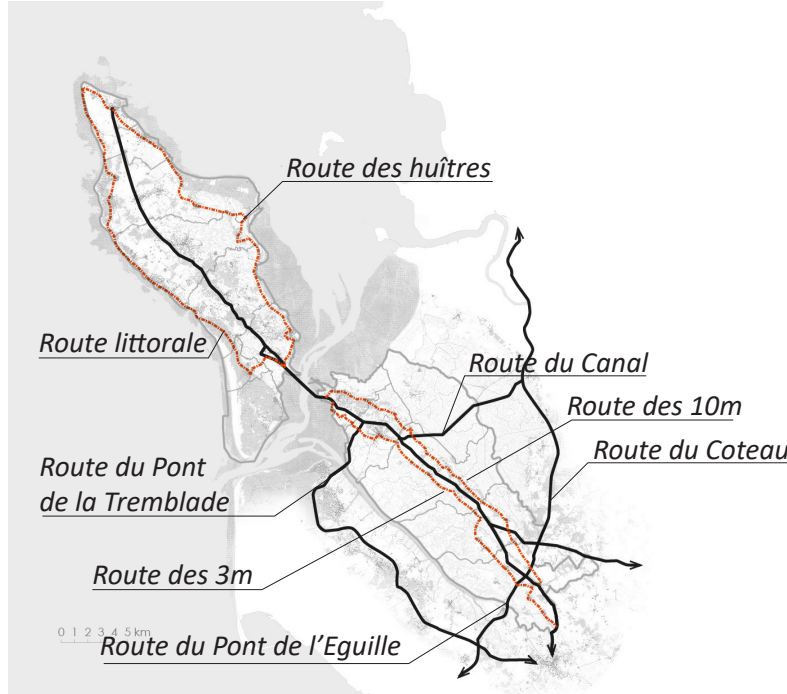 Route des huîtres
Route littorale
Route du Canal
Route des 10m
Route du Coteau
Route du Pont
de la Tremblade
Route des 3m
0 1 2 3 4 5 km
Route du Pont de l'Eguille